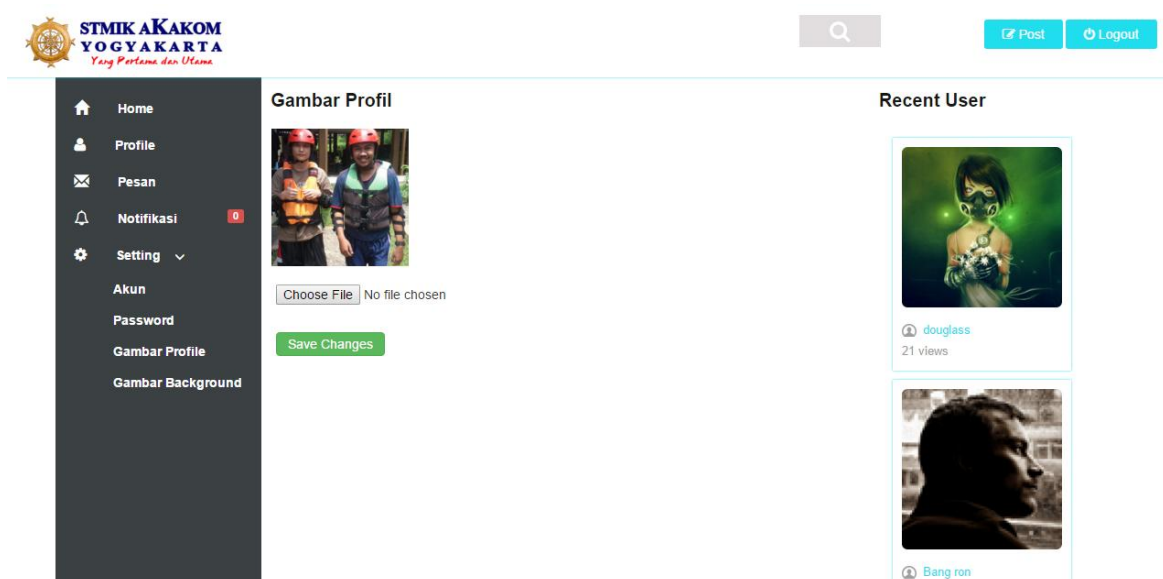 STMIK AKAKOM
YOGYAKARTA
Yang Pertama dan Utama
Post
Logout
Home
Profile
Pesan
Notifikasi 0
Setting
Akun
Password
Gambar Profile
Gambar Background
Gambar Profil
Choose File No file chosen
Save Changes
Recent User
douglass
21 views
Bang ron